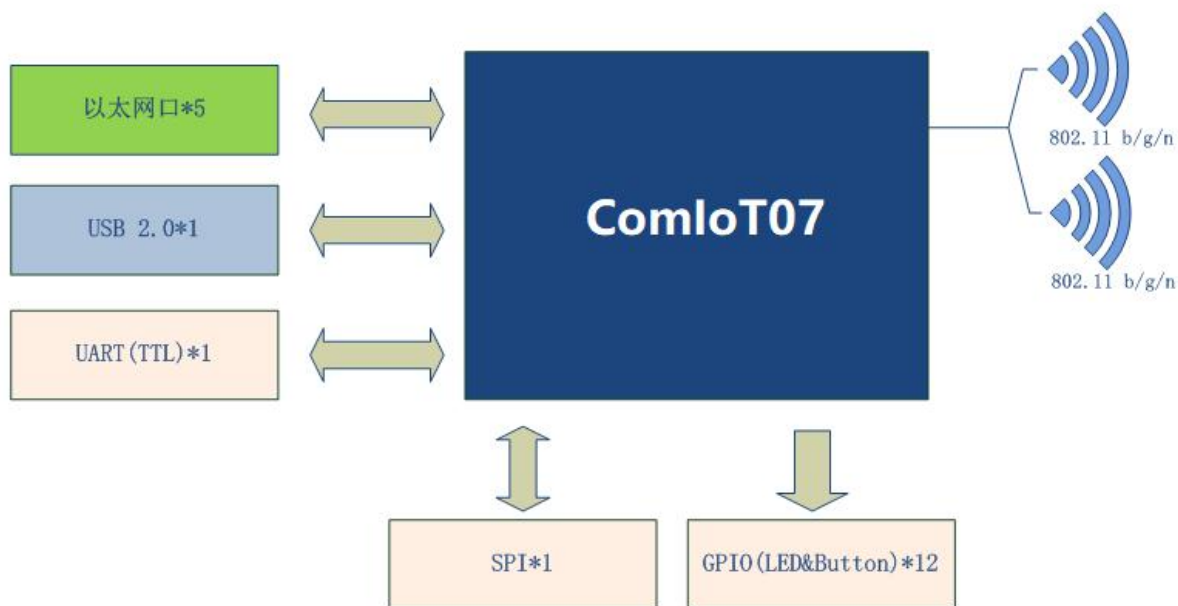 以太网口*5
USB 2.0*1
UART(TTL)*1
ComIoT07
802.11 b/g/n
802.11 b/g/n
SPI*1
GPIO(LED&Button)*12